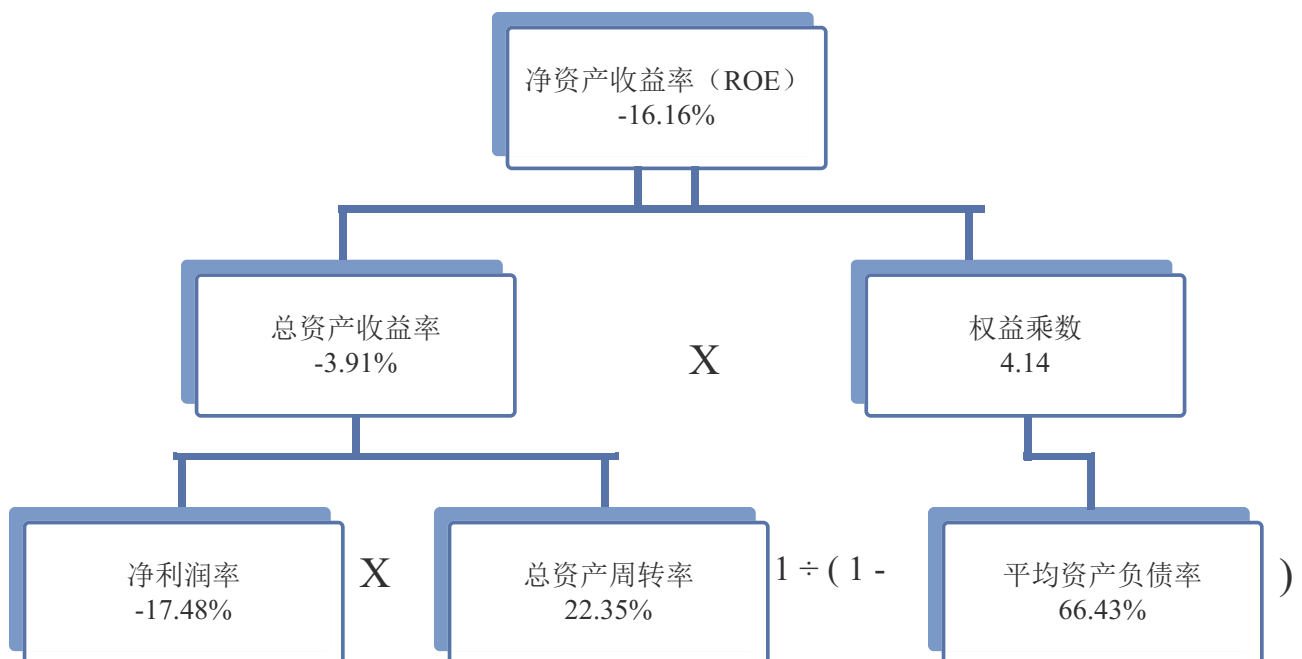 净资产收益率（ROE）
-16.16%
总资产收益率
-3.91%
X
权益乘数
4.14
净利润率
-17.48%
X
总资产周转率
22.35%
1 ÷ ( 1 -
平均资产负债率
66.43%
)